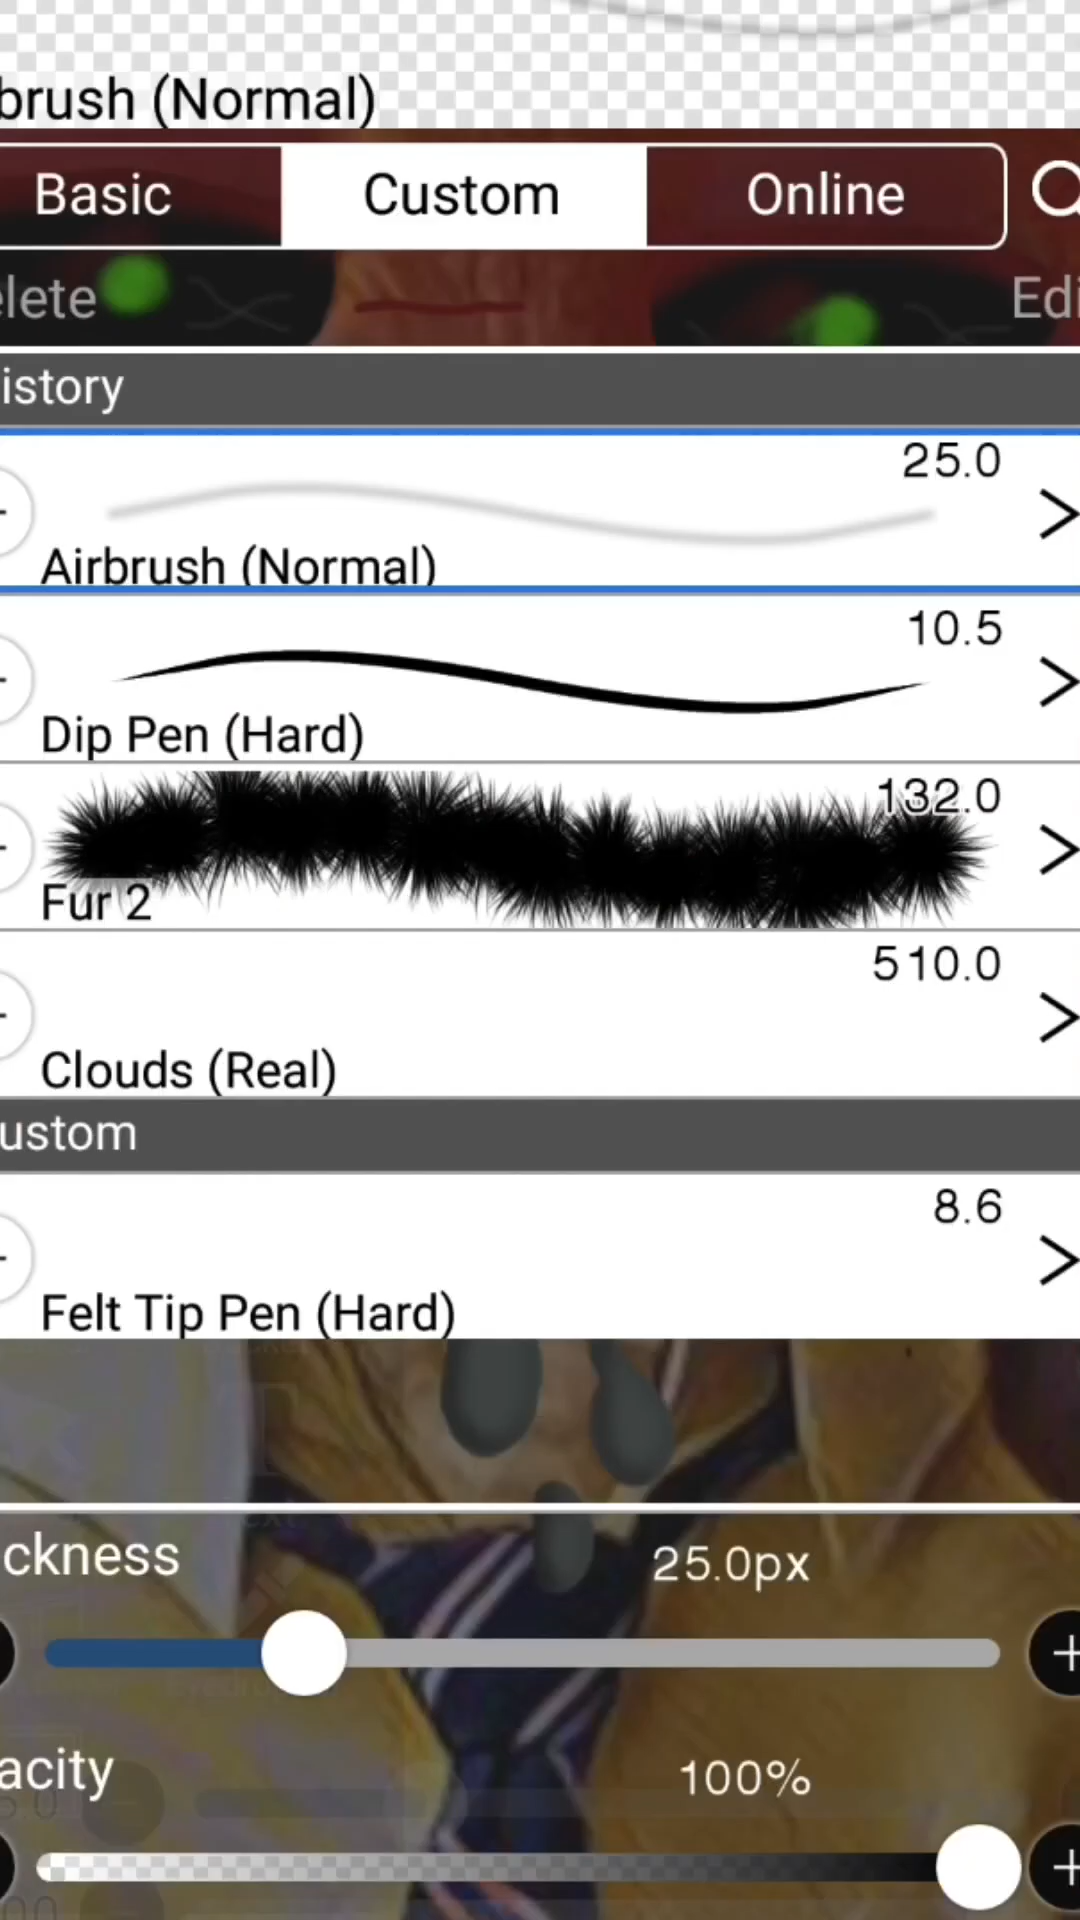 brush (Normal)
Basic
Custom
Online
elete
Edi
istory
25.0
Airbrush (Normal)
10.5
Dip Pen (Hard)
132.0
Fur 2
510.0
Clouds (Real)
ustom
8.6
Felt Tip Pen (Hard)
ckness
25.0px
acity
100%